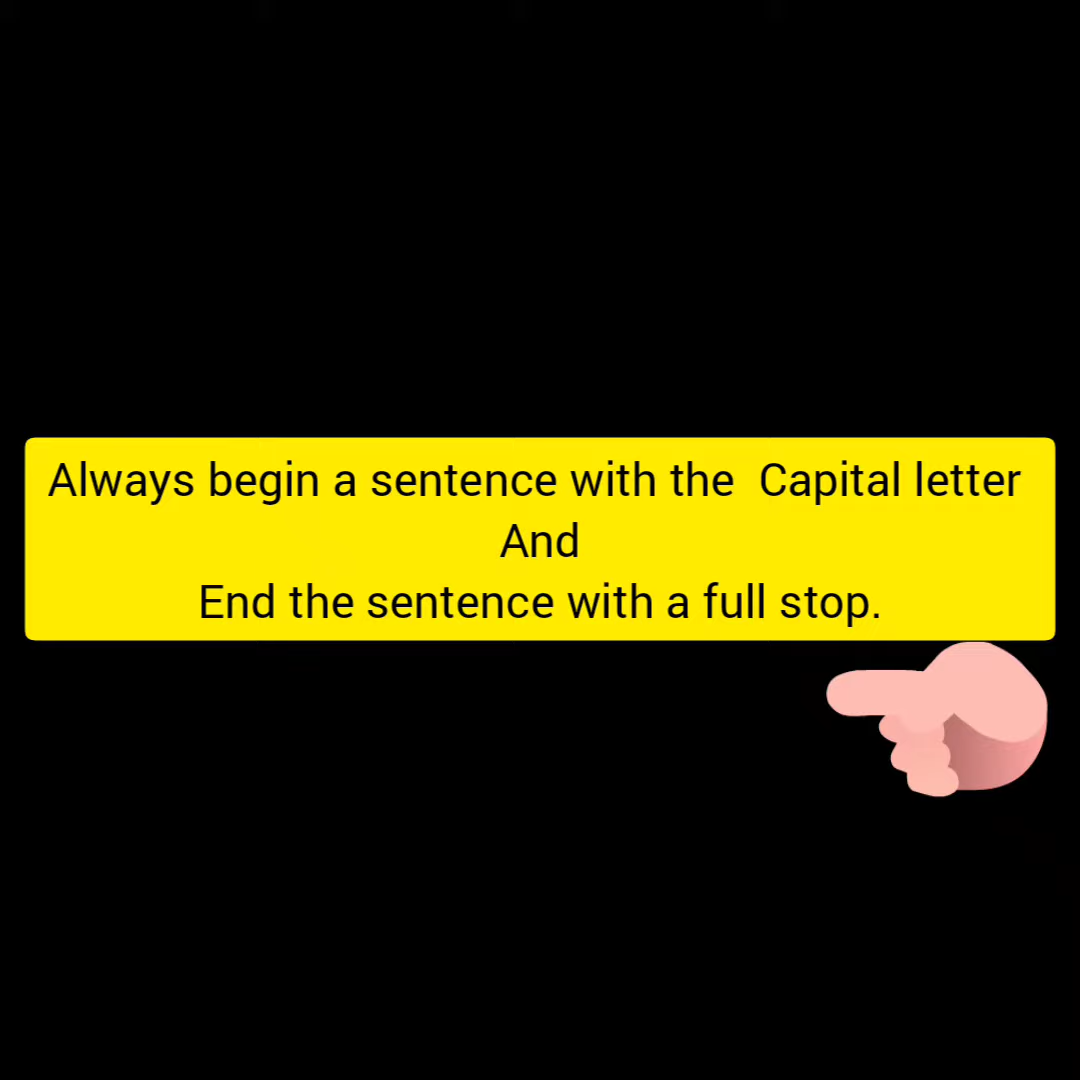 Always begin a sentence with the  Capital letter
And
End the sentence with a full stop.